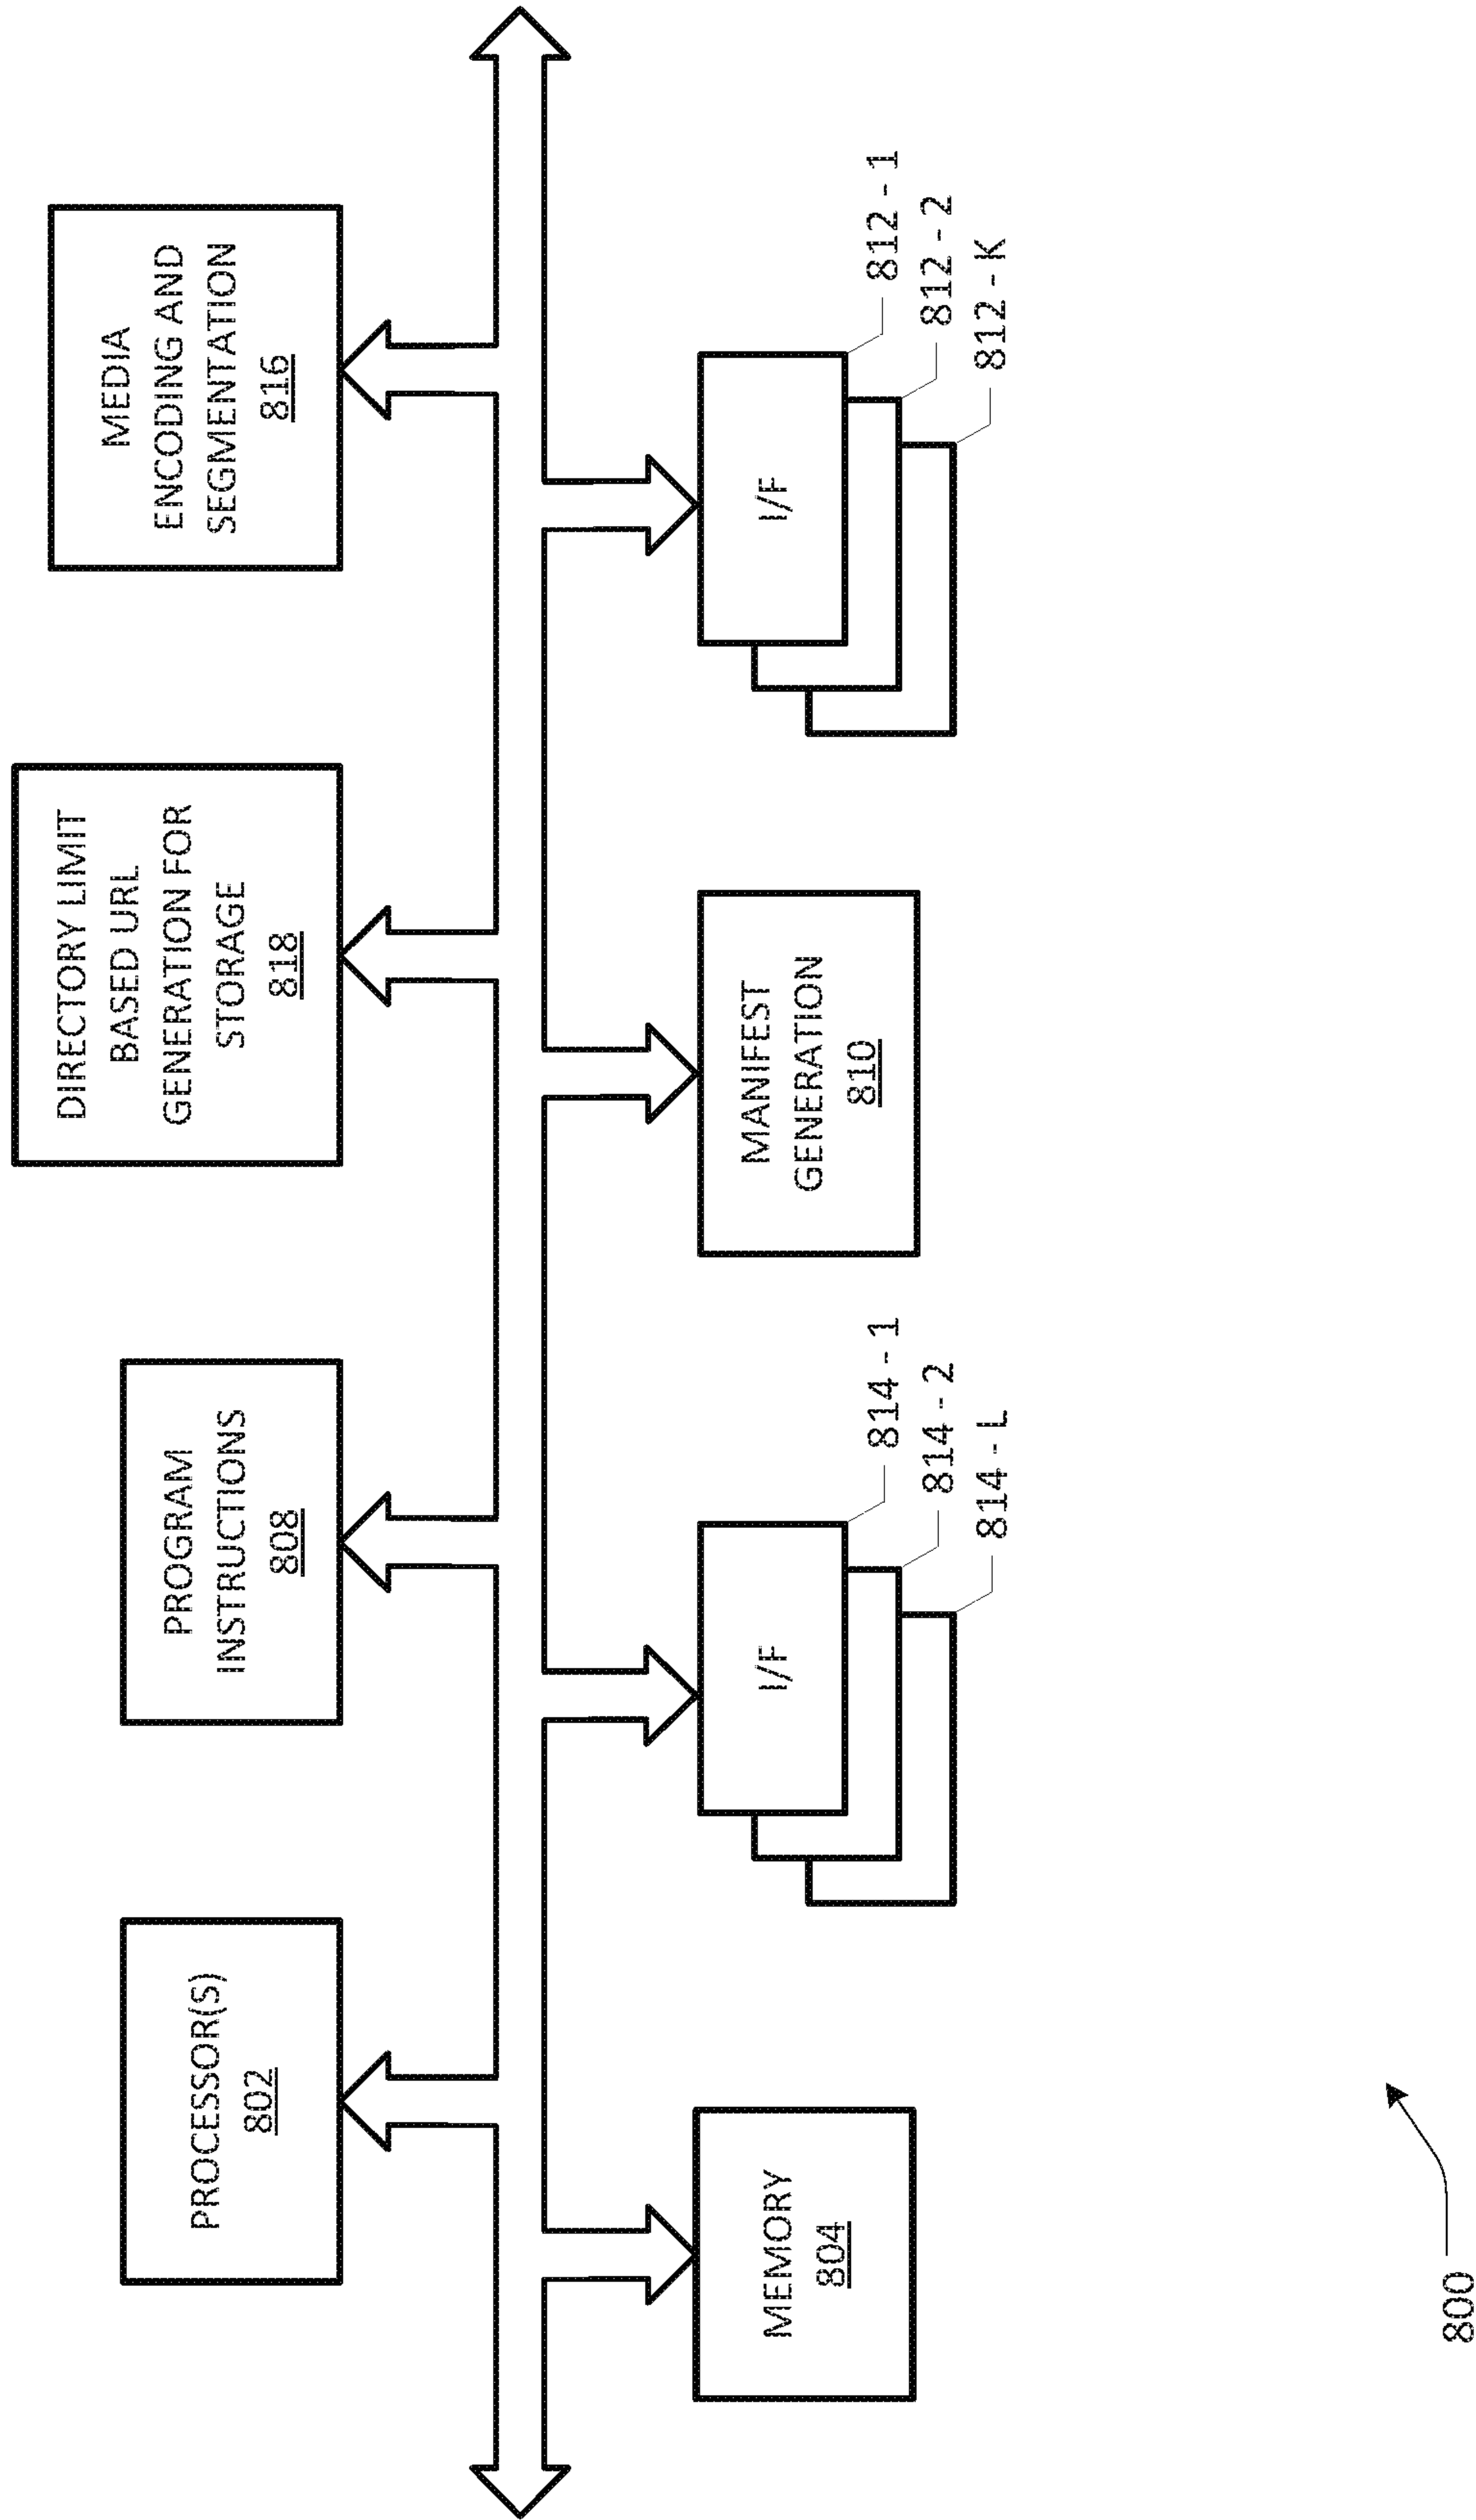 PROCESSOR(S)
802
PROGRAM
INSTRUCTIONS
808
DIRECTORY LIMIT
BASED URL
GENERATION FOR
STORAGE
818
MEDIA
ENCODING AND
SEGMENTATION
816
MEMORY
804
I/F
814 - 1
814 - 2
814 - L
MANIFEST
GENERATION
810
I/F
812 - 1
812 - 2
812 - K
800